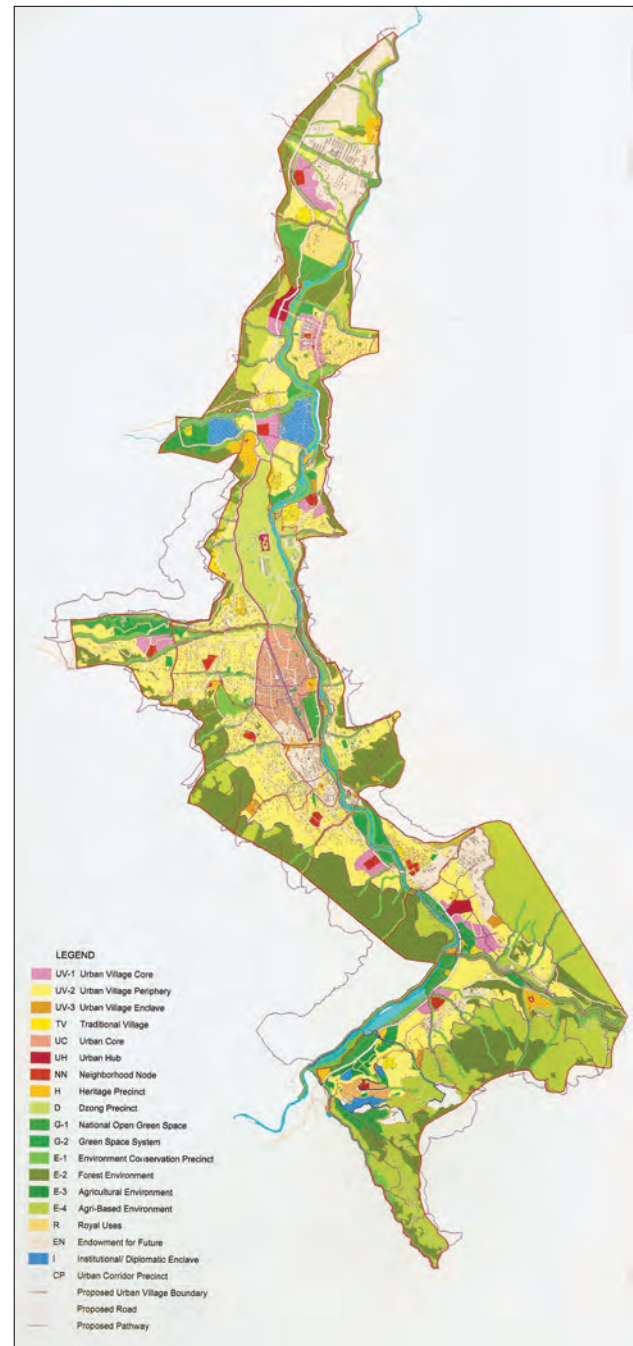 LEGEND
UV-1 Urban Village Core
UV-2 Urban Village Periphery
UV-3 Urban Village Enclave
TV Traditional Village
UC Urban Core
UH Urban Hub
NN Neighborhood Node
H Heritage Precinct
D Dzong Precinct
G-1 National Open Green Space
G-2 Green Space System
E-1 Environment Conservation Precinct
E-2 Forest Environment
E-3 Agricultural Environment
E-4 Agri-Based Environment
R Royal Uses
EN Endowment for Future
I Institutional/ Diplomatic Enclave
CP Urban Corridor Precinct
Proposed Urban Village Boundary
Proposed Road
Proposed Pathway